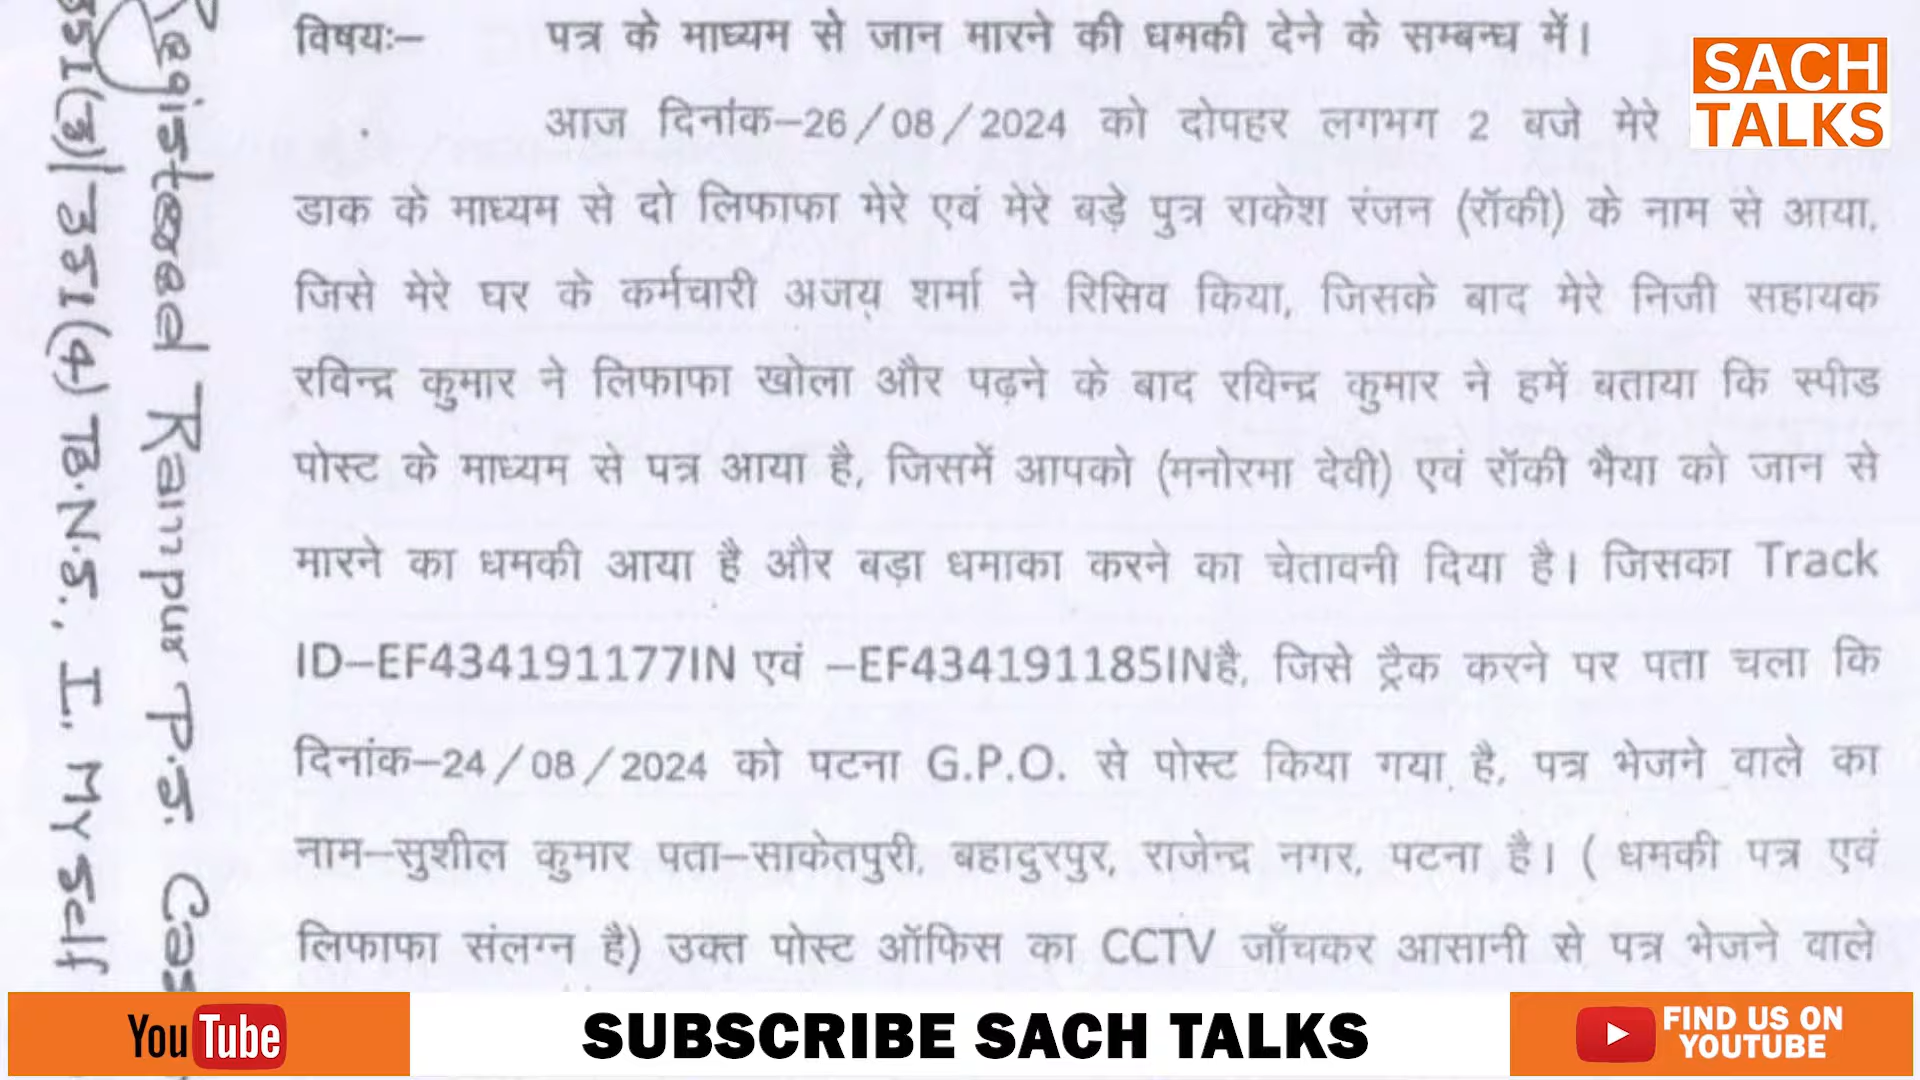 विषयः– पत्र के माध्यम से जान मारने की धमकी देने के सम्बन्ध में।
आज दिनांक–26/08/2024 को दोपहर लगभग 2 बजे मेरे
डाक के माध्यम से दो लिफाफा मेरे एवं मेरे बड़े पुत्र राकेश रंजन (रॉकी) के नाम से आया,
जिसे मेरे घर के कर्मचारी अजय शर्मा ने रिसिव किया, जिसके बाद मेरे निजी सहायक
रविन्द्र कुमार ने लिफाफा खोला और पढ़ने के बाद रविन्द्र कुमार ने हमें बताया कि स्पीड
पोस्ट के माध्यम से पत्र आया है, जिसमें आपको (मनोरमा देवी) एवं रॉकी भैया को जान से
मारने का धमकी आया है और बड़ा धमाका करने का चेतावनी दिया है। जिसका Track
ID–EF434191177IN एवं –EF434191185INहै, जिसे ट्रैक करने पर पता चला कि
दिनांक–24/08/2024 को पटना G.P.O. से पोस्ट किया गया है, पत्र भेजने वाले का
नाम–सुशील कुमार पता–साकेतपुरी, बहादुरपुर, राजेन्द्र नगर, पटना है। ( धमकी पत्र एवं
लिफाफा संलग्न है) उक्त पोस्ट ऑफिस का CCTV जाँचकर आसानी से पत्र भेजने वाले
Registered Rampur P.S. Cas
351(3)/351(4) B.N.S., I. Myself
SACH
TALKS
YouTube
SUBSCRIBE SACH TALKS
FIND US ON
YOUTUBE